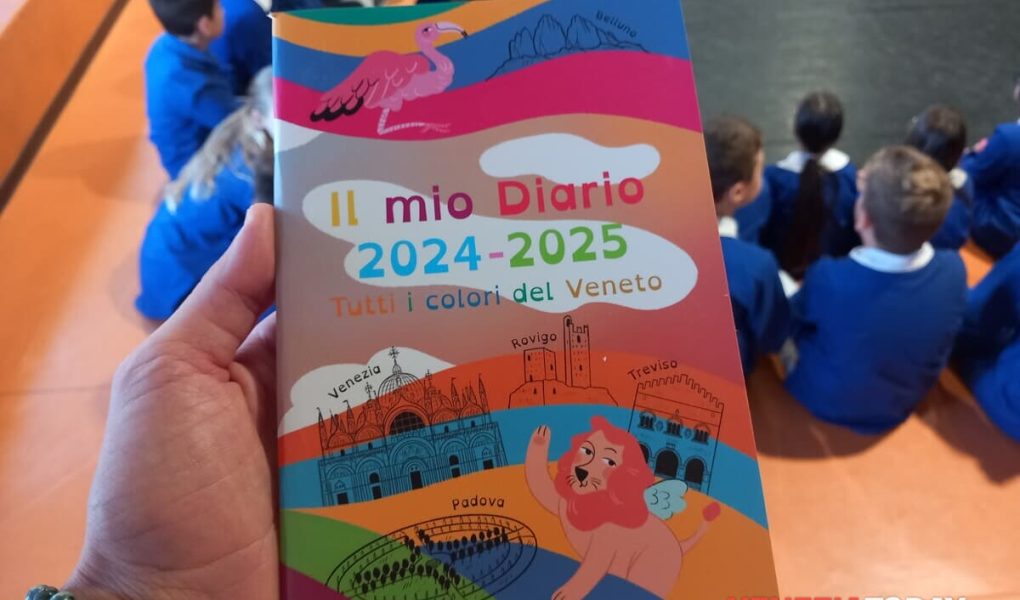 Belluno
Il mio Diario
2024-2025
Tutti i colori del Veneto
Venezia
Rovigo
Treviso
Padova